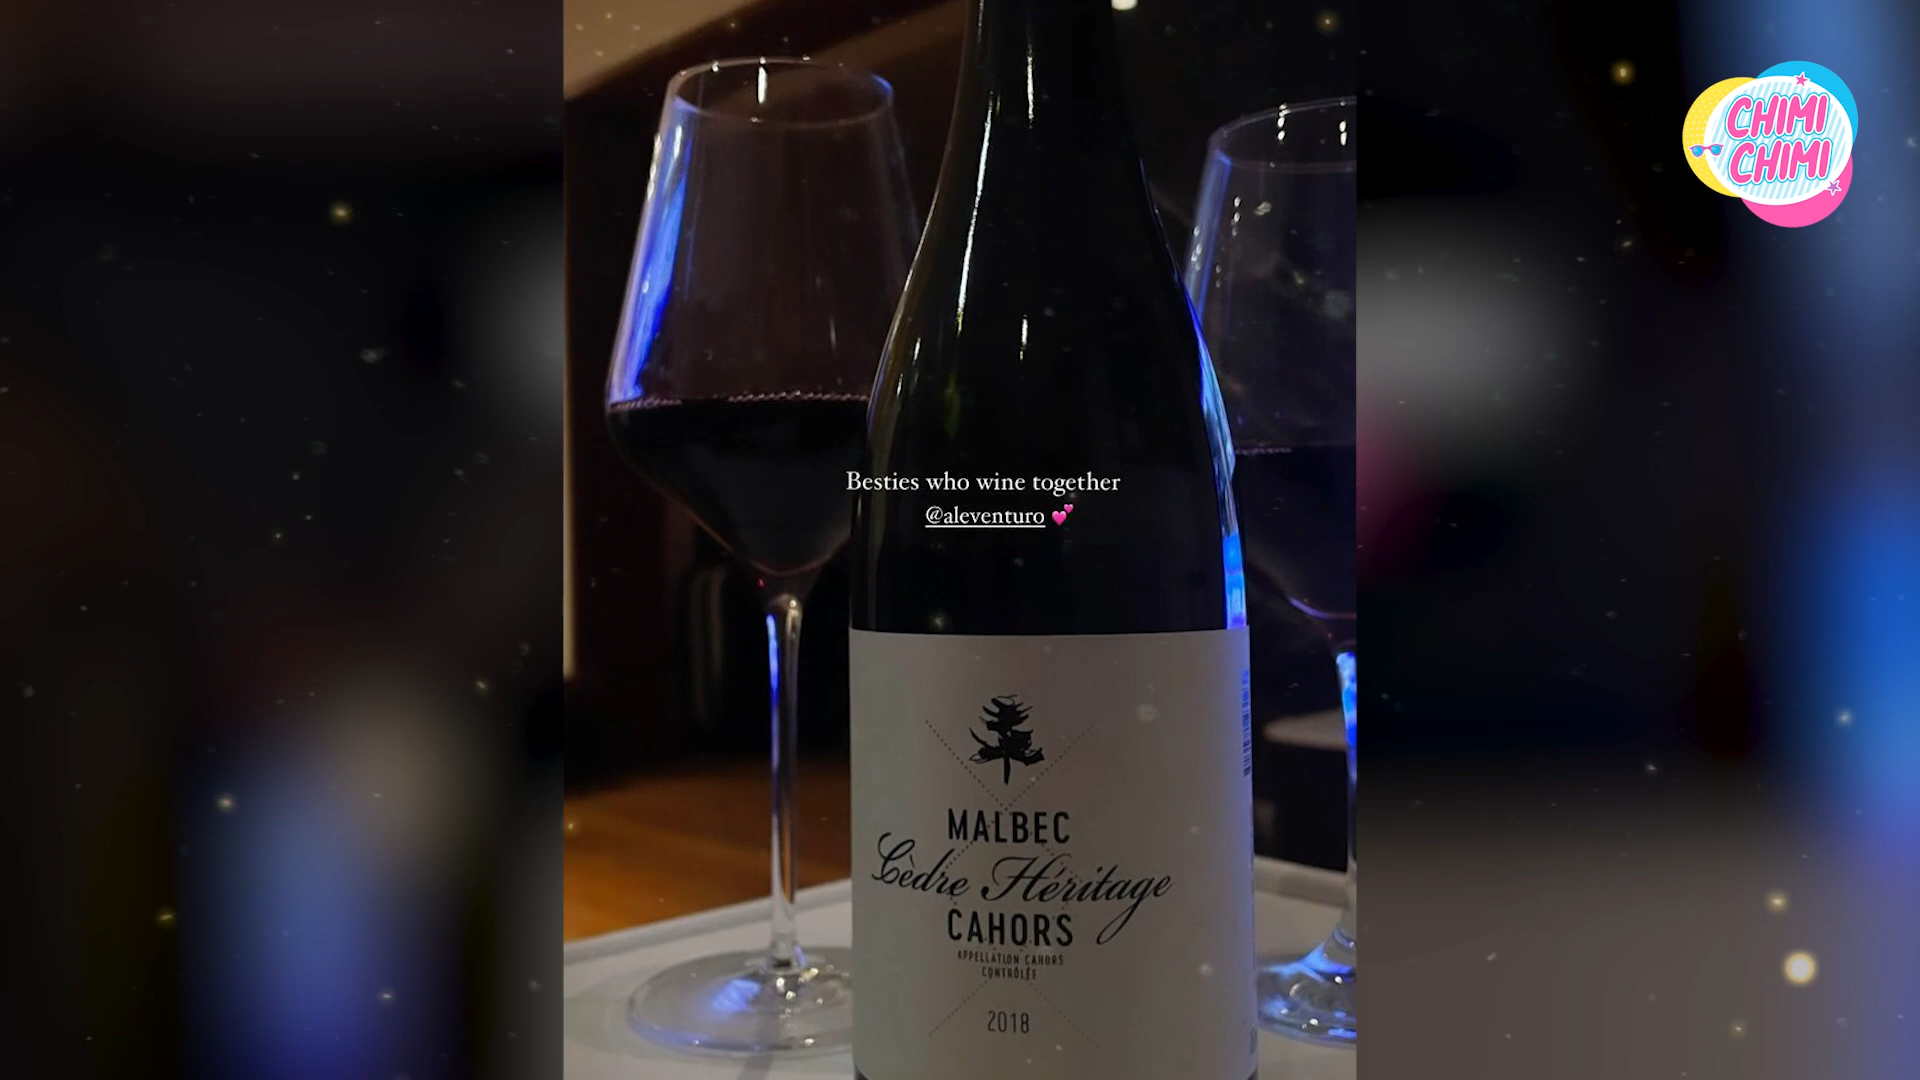 CHIMI
CHIMI
Besties who wine together
@aleventuro 💕
MALBEC
Cèdre Héritage
CAHORS
APPELLATION CAHORS
CONTRÔLÉE
2018